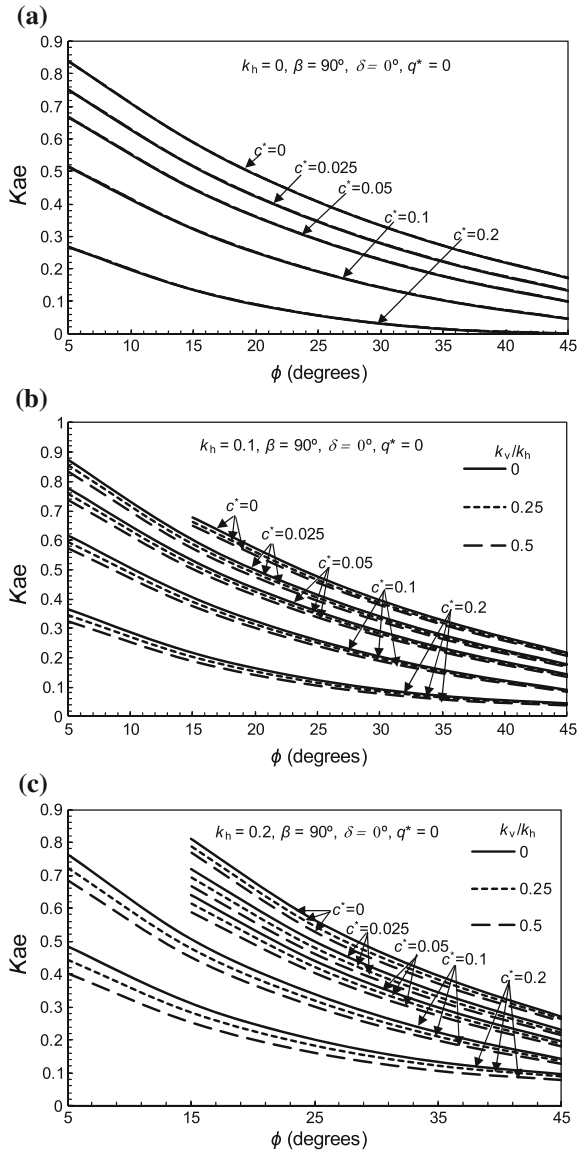 (a)
0.9
0.8
0.7
0.6
0.5
0.4
0.3
0.2
0.1
0
Kae
k_h = 0, β = 90º, δ = 0º, q* = 0
c*=0
c*=0.025
c*=0.05
c*=0.1
c*=0.2
5 10 15 20 25 30 35 40 45
ϕ (degrees)
(b)
1
0.9
0.8
0.7
0.6
0.5
0.4
0.3
0.2
0.1
0
Kae
k_h = 0.1, β = 90º, δ = 0º, q* = 0
k_v/k_h
0
0.25
0.5
c*=0
c*=0.025
c*=0.05
c*=0.1
c*=0.2
5 10 15 20 25 30 35 40 45
ϕ (degrees)
(c)
0.9
0.8
0.7
0.6
0.5
0.4
0.3
0.2
0.1
0
Kae
k_h = 0.2, β = 90º, δ = 0º, q* = 0
k_v/k_h
0
0.25
0.5
c*=0
c*=0.025
c*=0.05
c*=0.1
c*=0.2
5 15 25 35 45
ϕ (degrees)